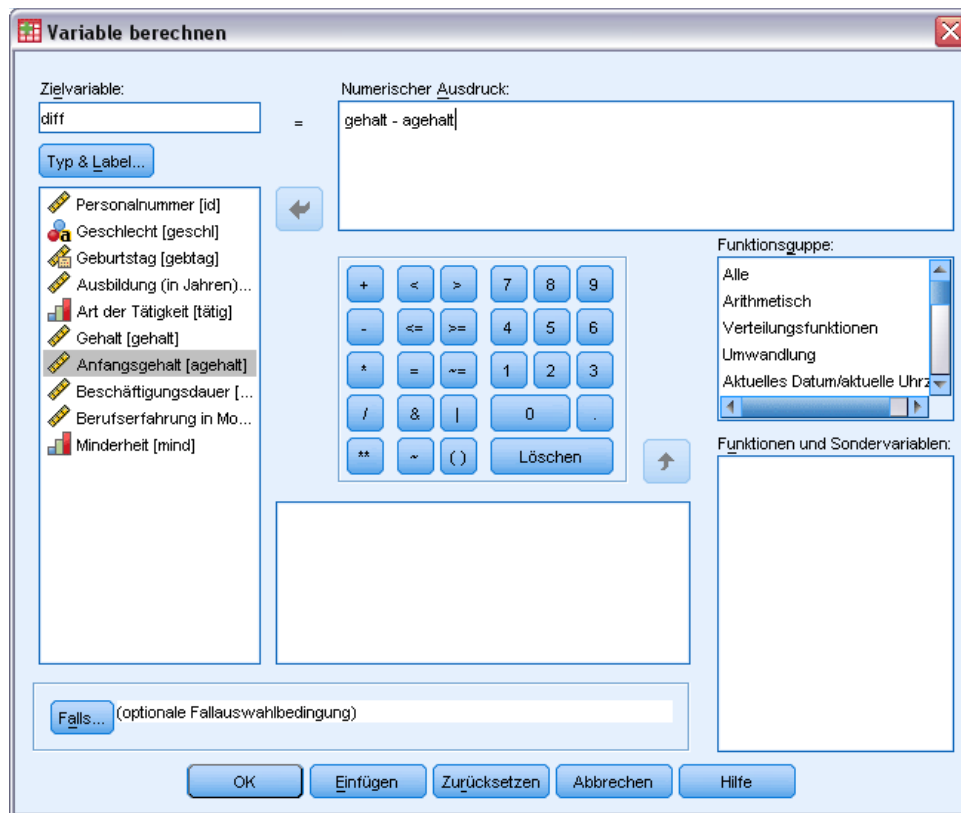 Variable berechnen
Zielvariable:
diff
=
Numerischer Ausdruck:
gehalt - agehalt
Typ & Label...
Personalnummer [id]
Geschlecht [geschl]
Geburtstag [gebtag]
Ausbildung (in Jahren)...
Art der Tätigkeit [tätig]
Gehalt [gehalt]
Anfangsgehalt [agehalt]
Beschäftigungsdauer [...
Berufserfahrung in Mo...
Minderheit [mind]
+ < > 7 8 9
- <= >= 4 5 6
* = ~= 1 2 3
/ & | 0 .
** ~ ( ) Löschen
Funktionsgruppe:
Alle
Arithmetisch
Verteilungsfunktionen
Umwandlung
Aktuelles Datum/aktuelle Uhrz
Funktionen und Sondervariablen:
Falls... (optionale Fallauswahlbedingung)
OK Einfügen Zurücksetzen Abbrechen Hilfe